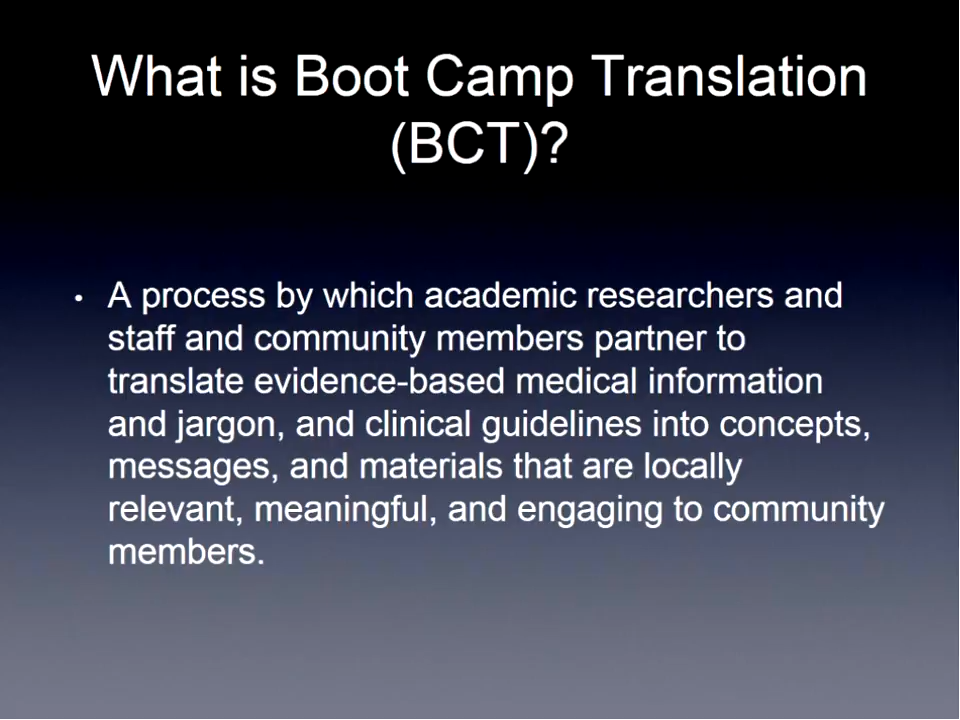 What is Boot Camp Translation
(BCT)?
• A process by which academic researchers and
staff and community members partner to
translate evidence-based medical information
and jargon, and clinical guidelines into concepts,
messages, and materials that are locally
relevant, meaningful, and engaging to community
members.